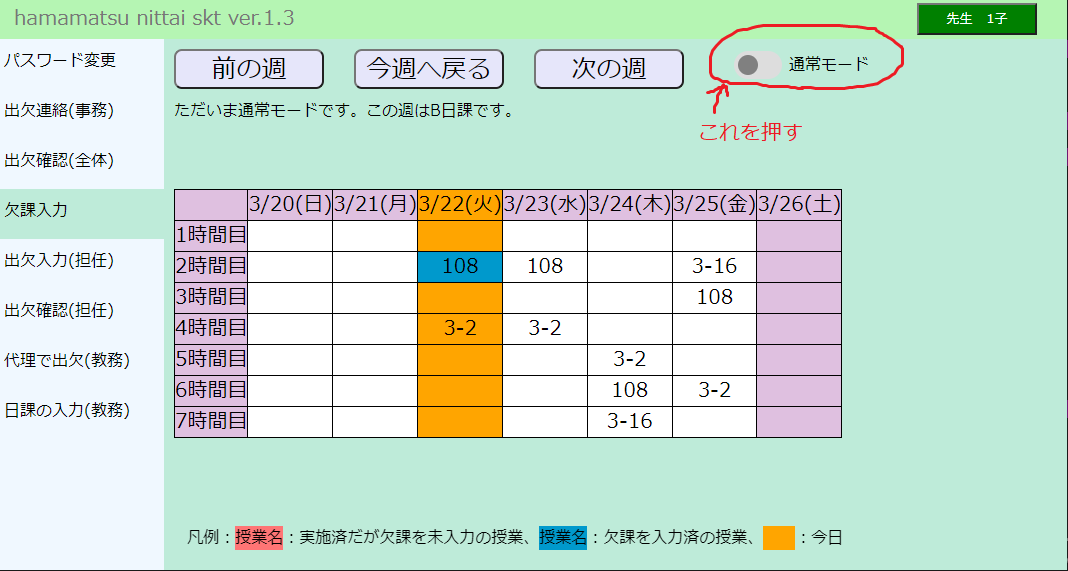 hamamatsu nittai skt ver.1.3
先生　1子
パスワード変更
出欠連絡(事務)
出欠確認(全体)
欠課入力
出欠入力(担任)
出欠確認(担任)
代理で出欠(教務)
日課の入力(教務)
前の週 今週へ戻る 次の週 通常モード
これを押す
ただいま通常モードです。この週はB日課です。
3/20(日) 3/21(月) 3/22(火) 3/23(水) 3/24(木) 3/25(金) 3/26(土)
1時間目
2時間目 108 108 3-16
3時間目 108
4時間目 3-2 3-2
5時間目 3-2
6時間目 108 3-2
7時間目 3-16
凡例：授業名：実施済だが欠課を未入力の授業、授業名：欠課を入力済の授業、　：今日